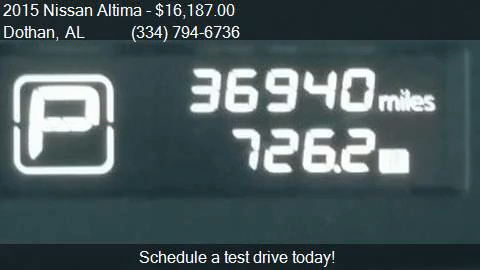 2015 Nissan Altima - $16,187.00
Dothan, AL (334) 794-6736
P 36940 miles
726.2
Schedule a test drive today!